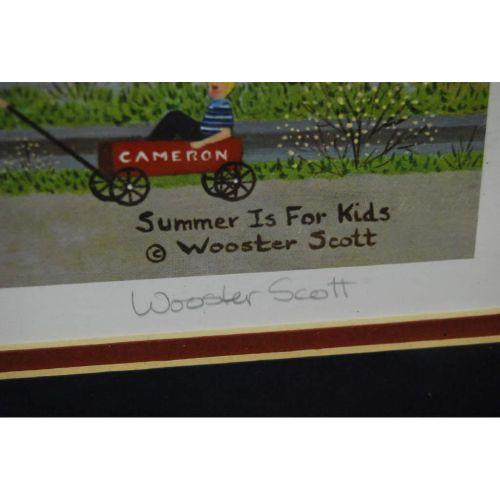 CAMERON
Summer Is For Kids
© Wooster Scott
Wooster Scott